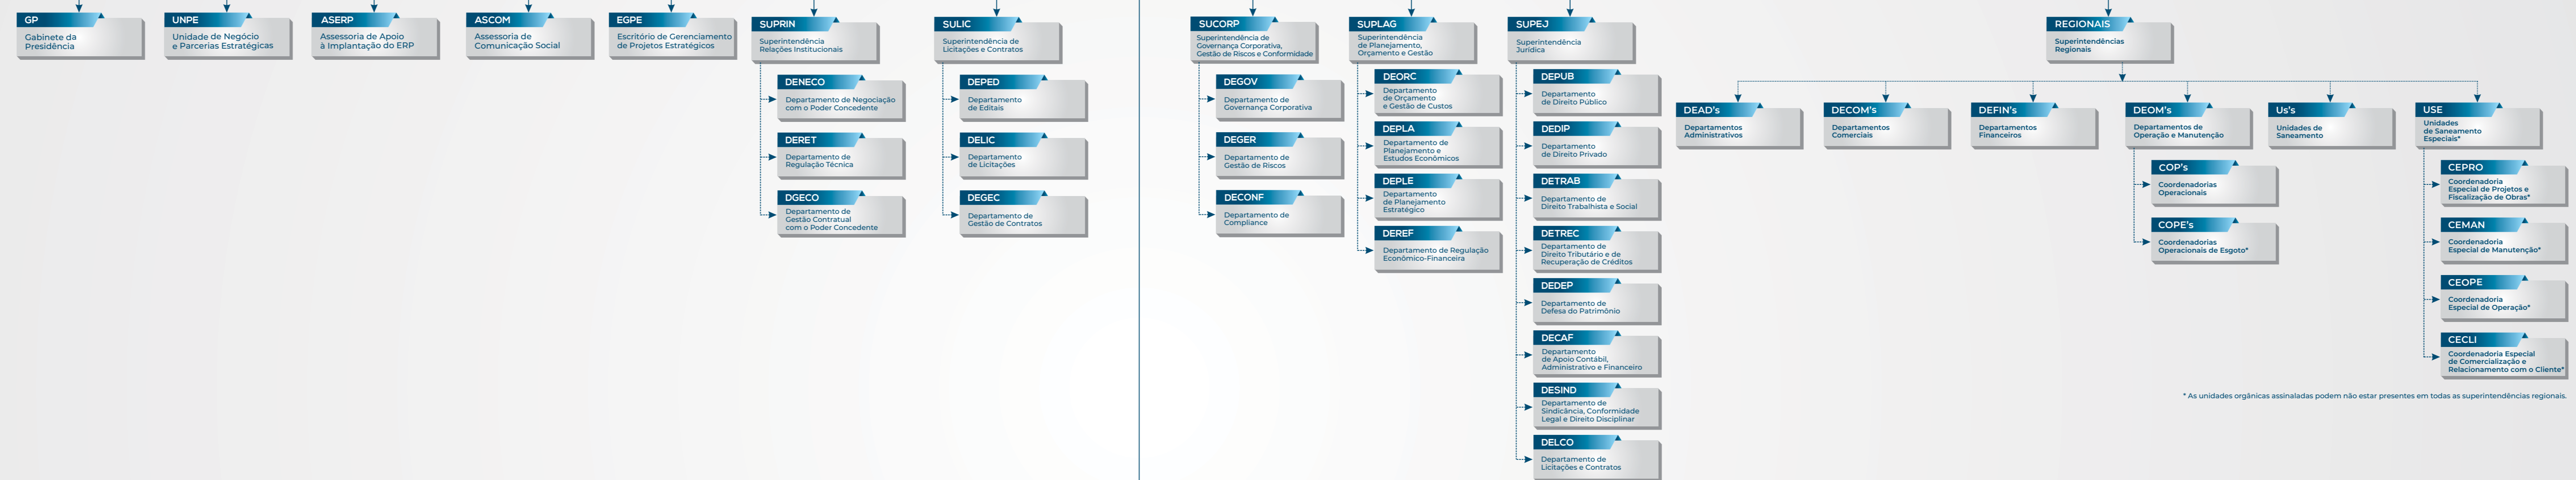 GP
Gabinete da
Presidência
UNPE
Unidade de Negócio
e Parcerias Estratégicas
ASERP
Assessoria de Apoio
à Implantação do ERP
ASCOM
Assessoria de
Comunicação Social
EGPE
Escritório de Gerenciamento
de Projetos Estratégicos
SUPRIN
Superintendência
Relações Institucionais
DENECO
Departamento de Negociação
com o Poder Concedente
DERET
Departamento de
Regulação Técnica
DGECO
Departamento de
Gestão Contratual
com o Poder Concedente
SULIC
Superintendência de
Licitações e Contratos
DEPED
Departamento
de Editais
DELIC
Departamento
de Licitações
DEGEC
Departamento de
Gestão de Contratos
SUCORP
Superintendência de
Governança Corporativa,
Gestão de Riscos e Conformidade
DEGOV
Departamento de
Governança Corporativa
DEGER
Departamento de
Gestão de Riscos
DECONF
Departamento de
Compliance
SUPLAG
Superintendência
de Planejamento,
Orçamento e Gestão
DEORC
Departamento
de Orçamento
e Gestão de Custos
DEPLA
Departamento de
Planejamento e
Estudos Econômicos
DEPLE
Departamento
de Planejamento
Estratégico
DEREF
Departamento de Regulação
Econômico-Financeira
SUPEJ
Superintendência
Jurídica
DEPUB
Departamento
de Direito Público
DEDIP
Departamento
de Direito Privado
DETRAB
Departamento de
Direito Trabalhista e Social
DETREC
Departamento de
Direito Tributário e de
Recuperação de Créditos
DEDEP
Departamento de
Defesa do Patrimônio
DECAF
Departamento
de Apoio Contábil,
Administrativo e Financeiro
DESIND
Departamento de
Sindicância, Conformidade
Legal e Direito Disciplinar
DELCO
Departamento de
Licitações e Contratos
REGIONAIS
Superintendências
Regionais
DEAD's
Departamentos
Administrativos
DECOM's
Departamentos
Comerciais
DEFIN's
Departamentos
Financeiros
DEOM's
Departamentos de
Operação e Manutenção
COP's
Coordenadorias
Operacionais
COPE's
Coordenadorias
Operacionais de Esgoto*
Us's
Unidades de
Saneamento
USE
Unidades
de Saneamento
Especiais*
CEPRO
Coordenadoria
Especial de Projetos e
Fiscalização de Obras*
CEMAN
Coordenadoria
Especial de Manutenção*
CEOPE
Coordenadoria
Especial de Operação*
CECLI
Coordenadoria Especial
de Comercialização e
Relacionamento com o Cliente*
* As unidades orgânicas assinaladas podem não estar presentes em todas as superintendências regionais.